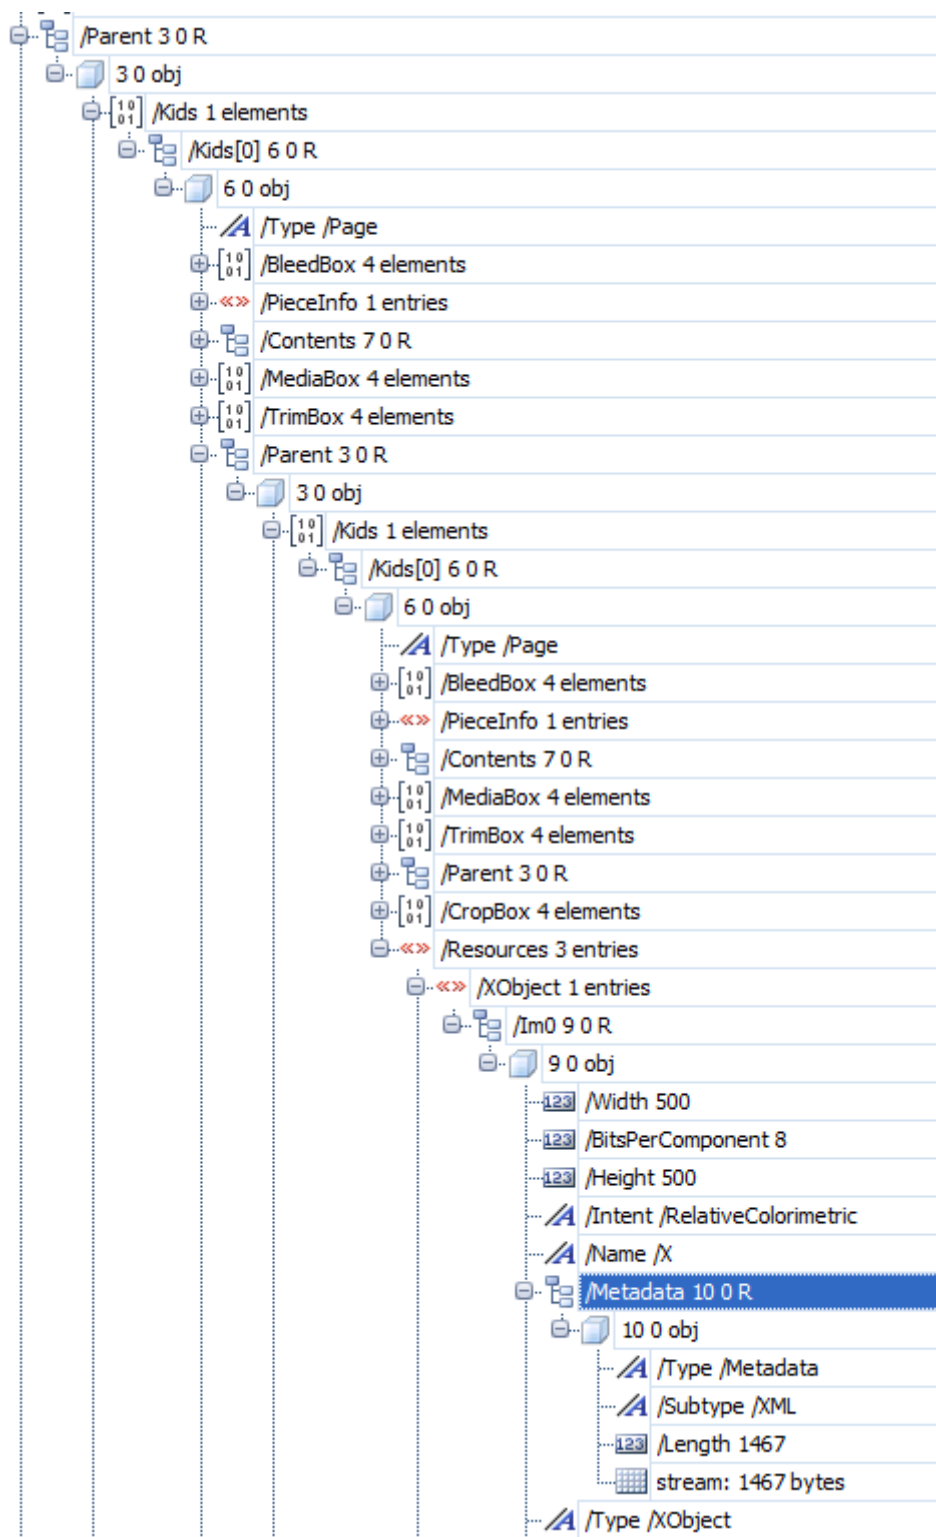 /Parent 3 0 R
3 0 obj
/Kids 1 elements
/Kids[0] 6 0 R
6 0 obj
/Type /Page
/BleedBox 4 elements
/PieceInfo 1 entries
/Contents 7 0 R
/MediaBox 4 elements
/TrimBox 4 elements
/Parent 3 0 R
3 0 obj
/Kids 1 elements
/Kids[0] 6 0 R
6 0 obj
/Type /Page
/BleedBox 4 elements
/PieceInfo 1 entries
/Contents 7 0 R
/MediaBox 4 elements
/TrimBox 4 elements
/Parent 3 0 R
/CropBox 4 elements
/Resources 3 entries
/XObject 1 entries
/Im0 9 0 R
9 0 obj
/Width 500
/BitsPerComponent 8
/Height 500
/Intent /RelativeColorimetric
/Name /X
/Metadata 10 0 R
10 0 obj
/Type /Metadata
/Subtype /XML
/Length 1467
stream: 1467 bytes
/Type /XObject